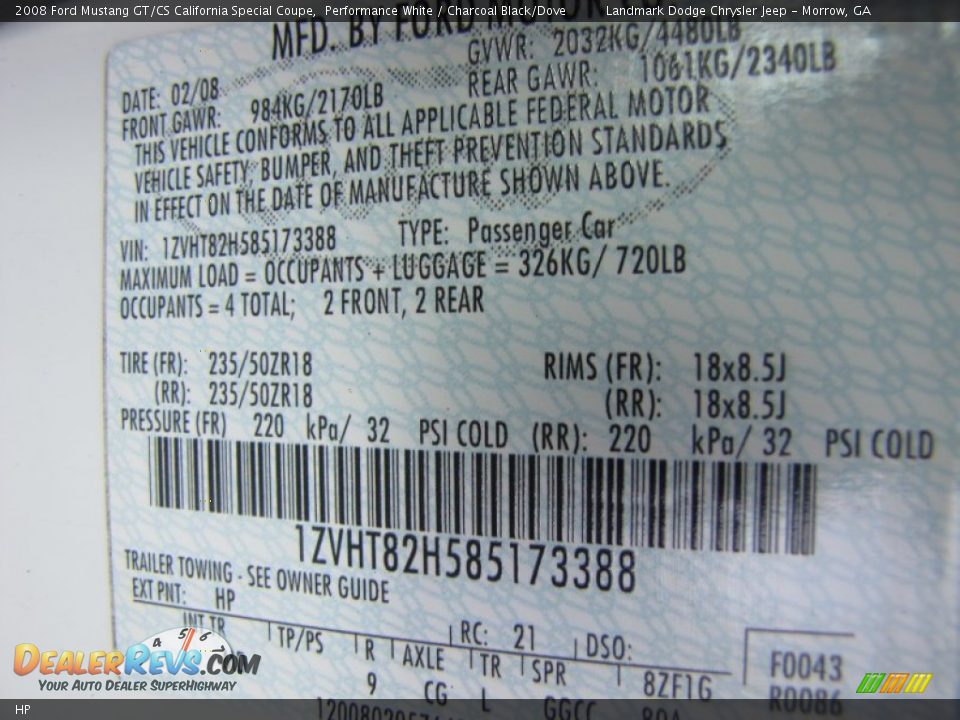 2008 Ford Mustang GT/CS California Special Coupe, Performance White / Charcoal Black/Dove Landmark Dodge Chrysler Jeep - Morrow, GA
MFD. BY FORD MOTOR
DATE: 02/08 GVWR: 2032KG/4480LB
FRONT GAWR: 984KG/2170LB REAR GAWR: 1061KG/2340LB
THIS VEHICLE CONFORMS TO ALL APPLICABLE FEDERAL MOTOR
VEHICLE SAFETY, BUMPER, AND THEFT PREVENTION STANDARDS
IN EFFECT ON THE DATE OF MANUFACTURE SHOWN ABOVE.
VIN: 1ZVHT82H585173388 TYPE: Passenger Car
MAXIMUM LOAD = OCCUPANTS + LUGGAGE = 326KG/ 720LB
OCCUPANTS = 4 TOTAL; 2 FRONT, 2 REAR
TIRE (FR): 235/50ZR18 RIMS (FR): 18x8.5J
(RR): 235/50ZR18 (RR): 18x8.5J
PRESSURE (FR) 220 kPa/ 32 PSI COLD (RR): 220 kPa/ 32 PSI COLD
1ZVHT82H585173388
TRAILER TOWING - SEE OWNER GUIDE
EXT PNT: HP RC: 21 DSO: F0043
INT TR TP/PS R AXLE TR SPR R0086
9 CG L GGCC 8ZF1G
4 5 6
DEALERREVS.COM
YOUR AUTO DEALER SUPERHIGHWAY
HP